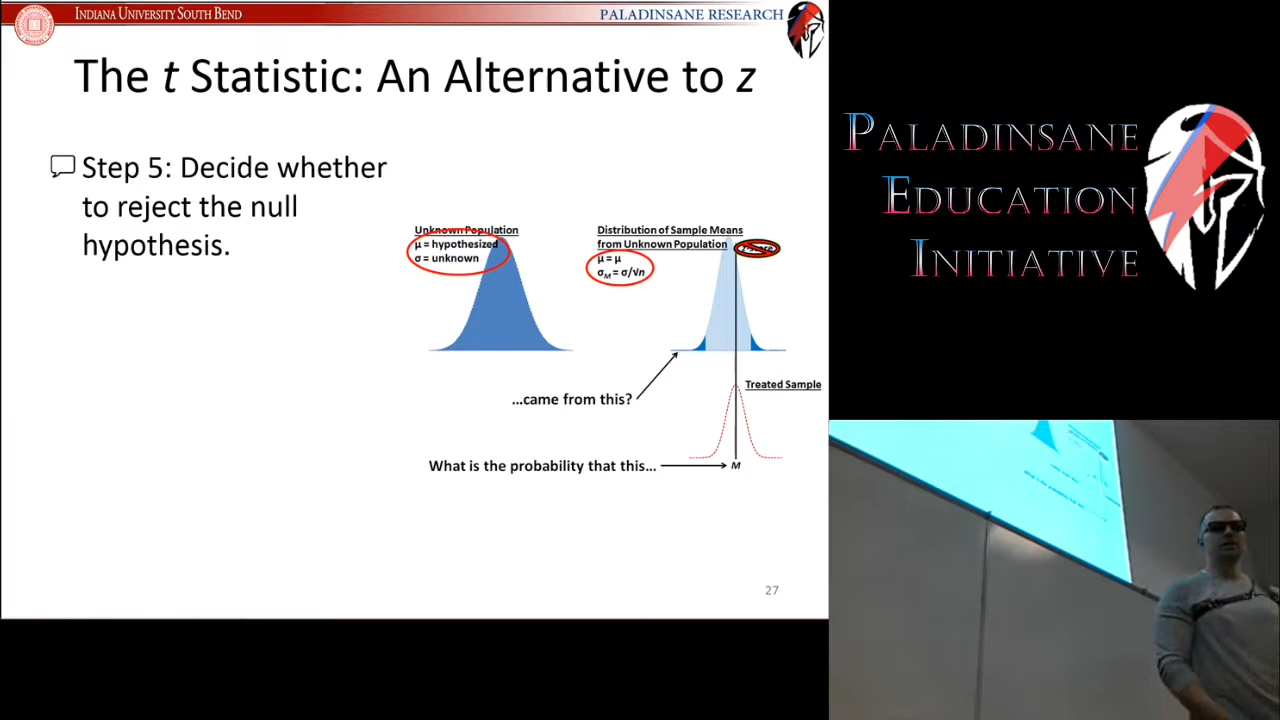 INDIANA UNIVERSITY SOUTH BEND
PALADINSANE RESEARCH
The t Statistic: An Alternative to z
Step 5: Decide whether
to reject the null
hypothesis.
Unknown Population
μ = hypothesized
σ = unknown
Distribution of Sample Means
from Unknown Population
μ = μ
σM = σ/√n
Treated Sample
…came from this?
What is the probability that this…
M
27
PALADINSANE
EDUCATION
INITIATIVE